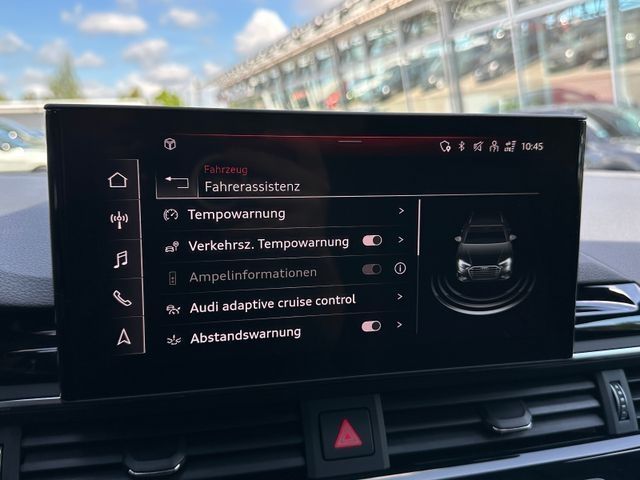 10:45
Fahrzeug
Fahrerassistenz
Tempowarnung
Verkehrsz. Tempowarnung
Ampelinformationen
Audi adaptive cruise control
Abstandswarnung